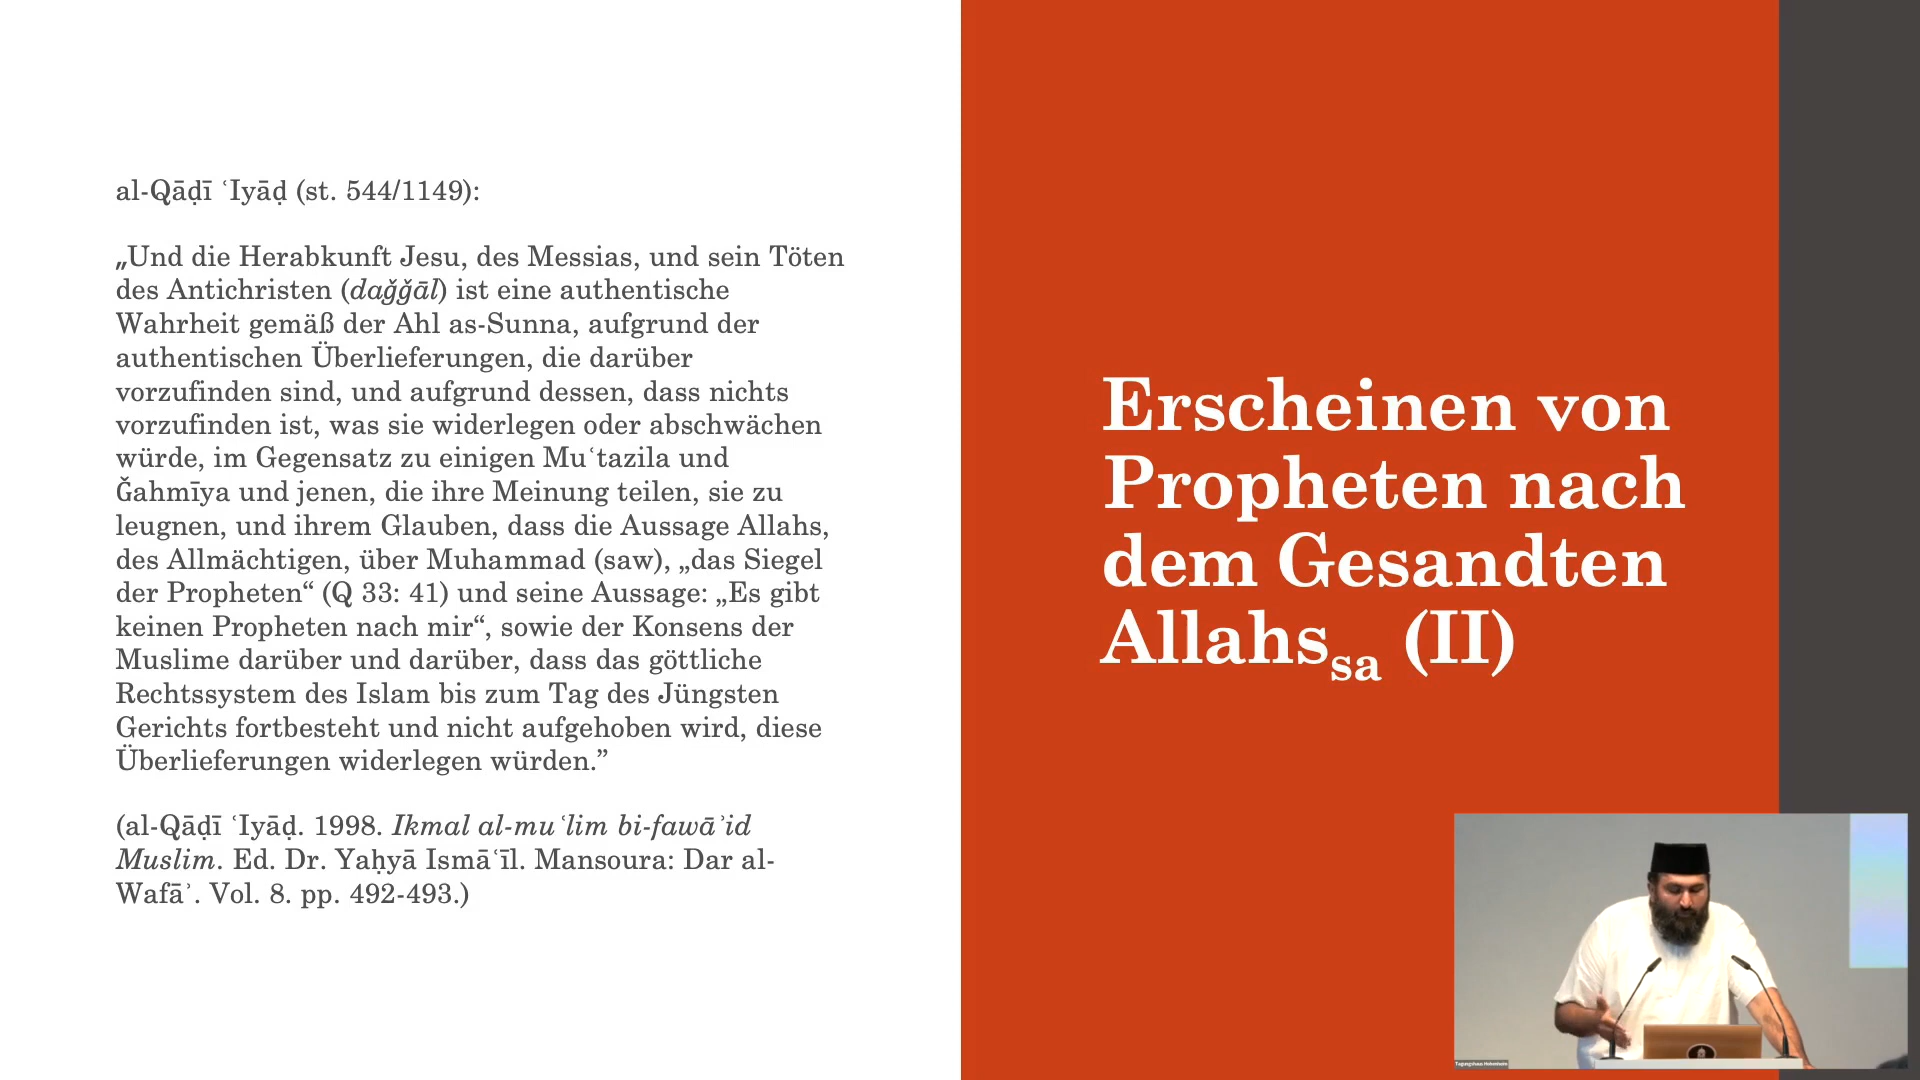 al-Qāḍī ʿIyāḍ (st. 544/1149):
„Und die Herabkunft Jesu, des Messias, und sein Töten
des Antichristen (daǧǧāl) ist eine authentische
Wahrheit gemäß der Ahl as-Sunna, aufgrund der
authentischen Überlieferungen, die darüber
vorzufinden sind, und aufgrund dessen, dass nichts
vorzufinden ist, was sie widerlegen oder abschwächen
würde, im Gegensatz zu einigen Muʿtazila und
Ǧahmīya und jenen, die ihre Meinung teilen, sie zu
leugnen, und ihrem Glauben, dass die Aussage Allahs,
des Allmächtigen, über Muhammad (saw), „das Siegel
der Propheten“ (Q 33: 41) und seine Aussage: „Es gibt
keinen Propheten nach mir“, sowie der Konsens der
Muslime darüber und darüber, dass das göttliche
Rechtssystem des Islam bis zum Tag des Jüngsten
Gerichts fortbesteht und nicht aufgehoben wird, diese
Überlieferungen widerlegen würden.”
(al-Qāḍī ʿIyāḍ. 1998. Ikmal al-muʿlim bi-fawāʾid
Muslim. Ed. Dr. Yaḥyā Ismāʿīl. Mansoura: Dar al-
Wafāʾ. Vol. 8. pp. 492-493.)
Erscheinen von
Propheten nach
dem Gesandten
Allahssa (II)
Tagungshaus Hohenheim